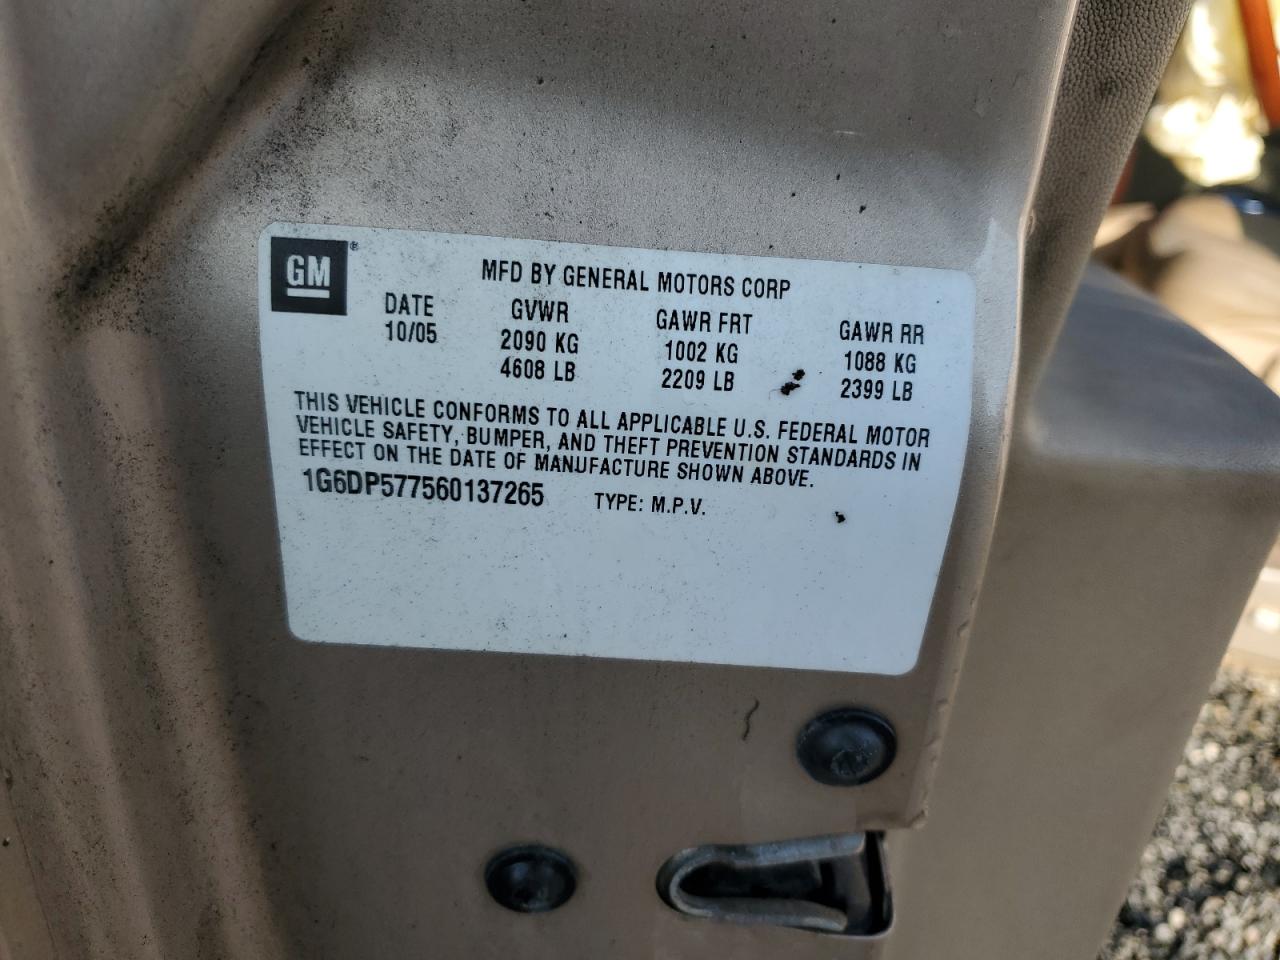 GM ®
MFD BY GENERAL MOTORS CORP
DATE GVWR GAWR FRT GAWR RR
10/05 2090 KG 1002 KG 1088 KG
4608 LB 2209 LB 2399 LB
THIS VEHICLE CONFORMS TO ALL APPLICABLE U.S. FEDERAL MOTOR
VEHICLE SAFETY, BUMPER, AND THEFT PREVENTION STANDARDS IN
EFFECT ON THE DATE OF MANUFACTURE SHOWN ABOVE.
1G6DP577560137265 TYPE: M.P.V.